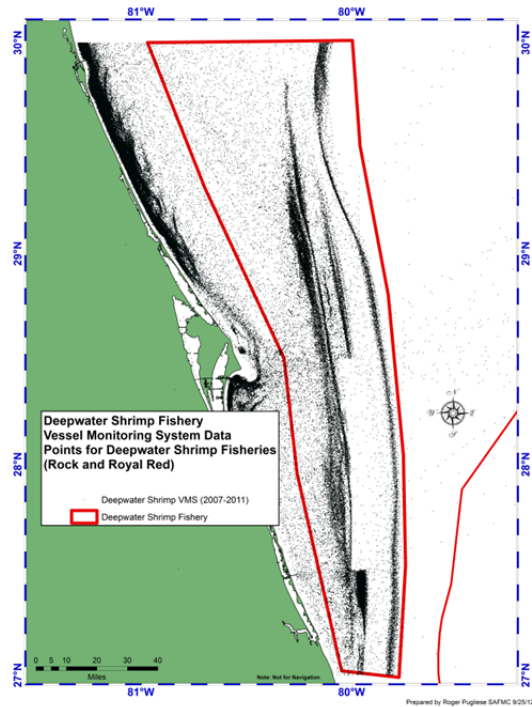 81°W 80°W
30°N 30°N
29°N 29°N
28°N 28°N
27°N 27°N
N
W E
S
Deepwater Shrimp Fishery
Vessel Monitoring System Data
Points for Deepwater Shrimp Fisheries
(Rock and Royal Red)
Deepwater Shrimp VMS (2007-2011)
Deepwater Shrimp Fishery
0 5 10 20 30 40
Miles
Note: Not for Navigation
81°W 80°W
Prepared by Roger Pugliese SAFMC 9/25/12